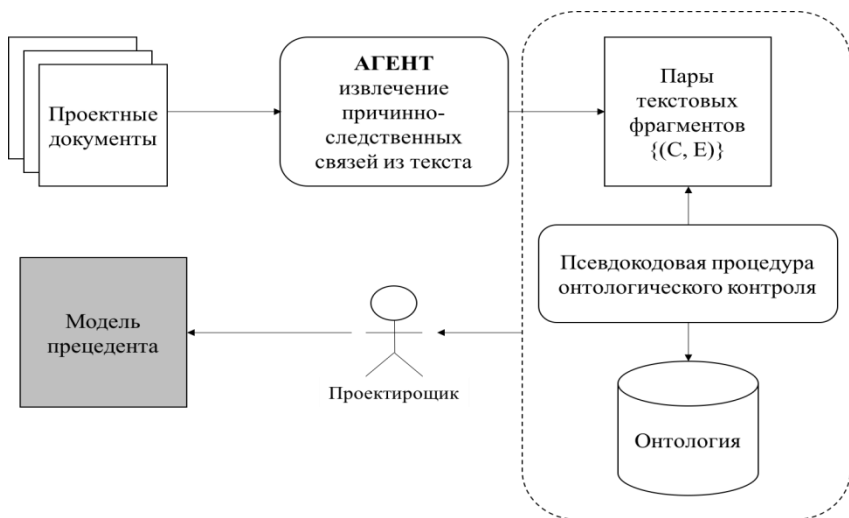 Проектные
документы
АГЕНТ
извлечение
причинно-
следственных
связей из текста
Пары
текстовых
фрагментов
{(C, E)}
Псевдокодовая процедура
онтологического контроля
Модель
прецедента
Проектирощик
Онтология